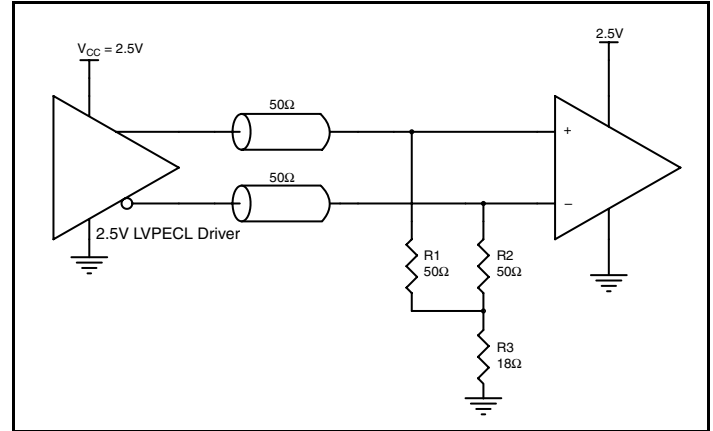 V_CC = 2.5V
2.5V
50Ω
+
50Ω
–
2.5V LVPECL Driver
R1
50Ω
R2
50Ω
R3
18Ω